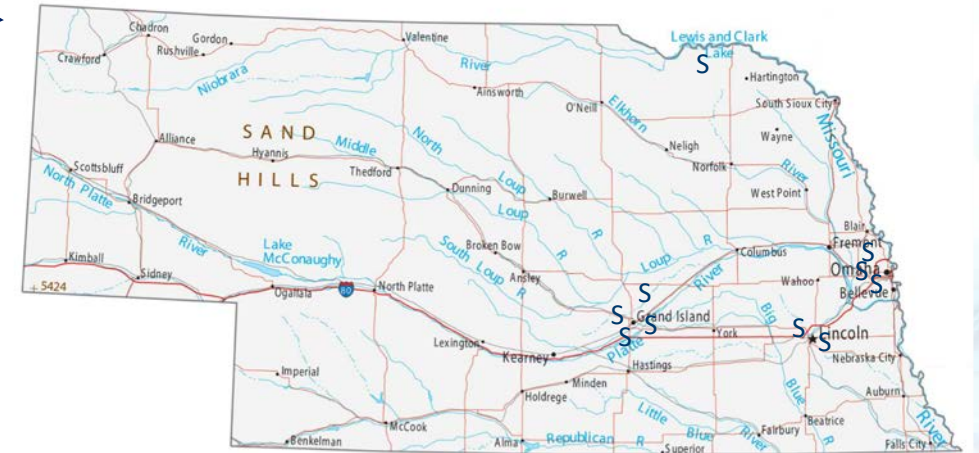 Chadron
Gordon
Rushville
Crawford
Valentine
Lewis and Clark
Lake
S
Niobrara
River
Ainsworth
Hartington
O'Neill
Elkhorn
South Sioux City
SAND
HILLS
Alliance
Hyannis
Middle
North
Thedford
Neligh
Wayne
Missouri
Norfolk
River
West Point
Scottsbluff
North Platte
Bridgeport
River
Dunning
Loup
Loup
Burwell
R
R
Blair
Broken Bow
South Loup R
Ansley
Loup R
River
Columbus
Fremont
S
Omaha
S
S
Bellevue
Wahoo
Kimball
Sidney
Lake
McConaughy
Ogallala
80
North Platte
+ 5424
S
S
Grand Island
S
S
Platte
Big
Blue
R
York
S
Lincoln
S
Nebraska City
Lexington
Kearney
Hastings
Imperial
Minden
Holdrege
Auburn
Little
Blue
River
Beatrice
McCook
Fairbury
River
Benkelman
Alma
Republican R
Superior
Falls City